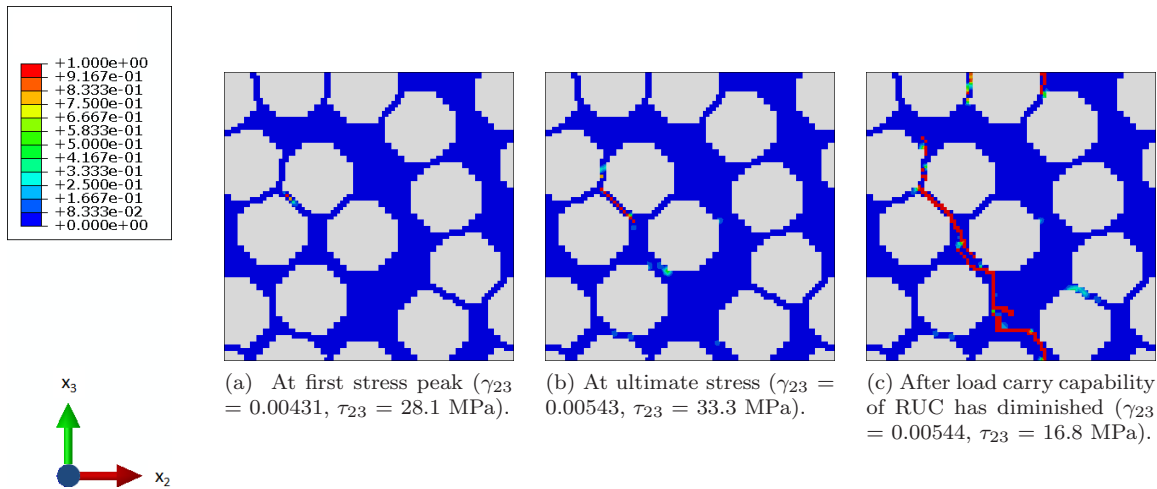 +1.000e+00
+9.167e-01
+8.333e-01
+7.500e-01
+6.667e-01
+5.833e-01
+5.000e-01
+4.167e-01
+3.333e-01
+2.500e-01
+1.667e-01
+8.333e-02
+0.000e+00
(a) At first stress peak (γ23
= 0.00431, τ23 = 28.1 MPa).
(b) At ultimate stress (γ23 =
0.00543, τ23 = 33.3 MPa).
(c) After load carry capability
of RUC has diminished (γ23
= 0.00544, τ23 = 16.8 MPa).
x3
x2